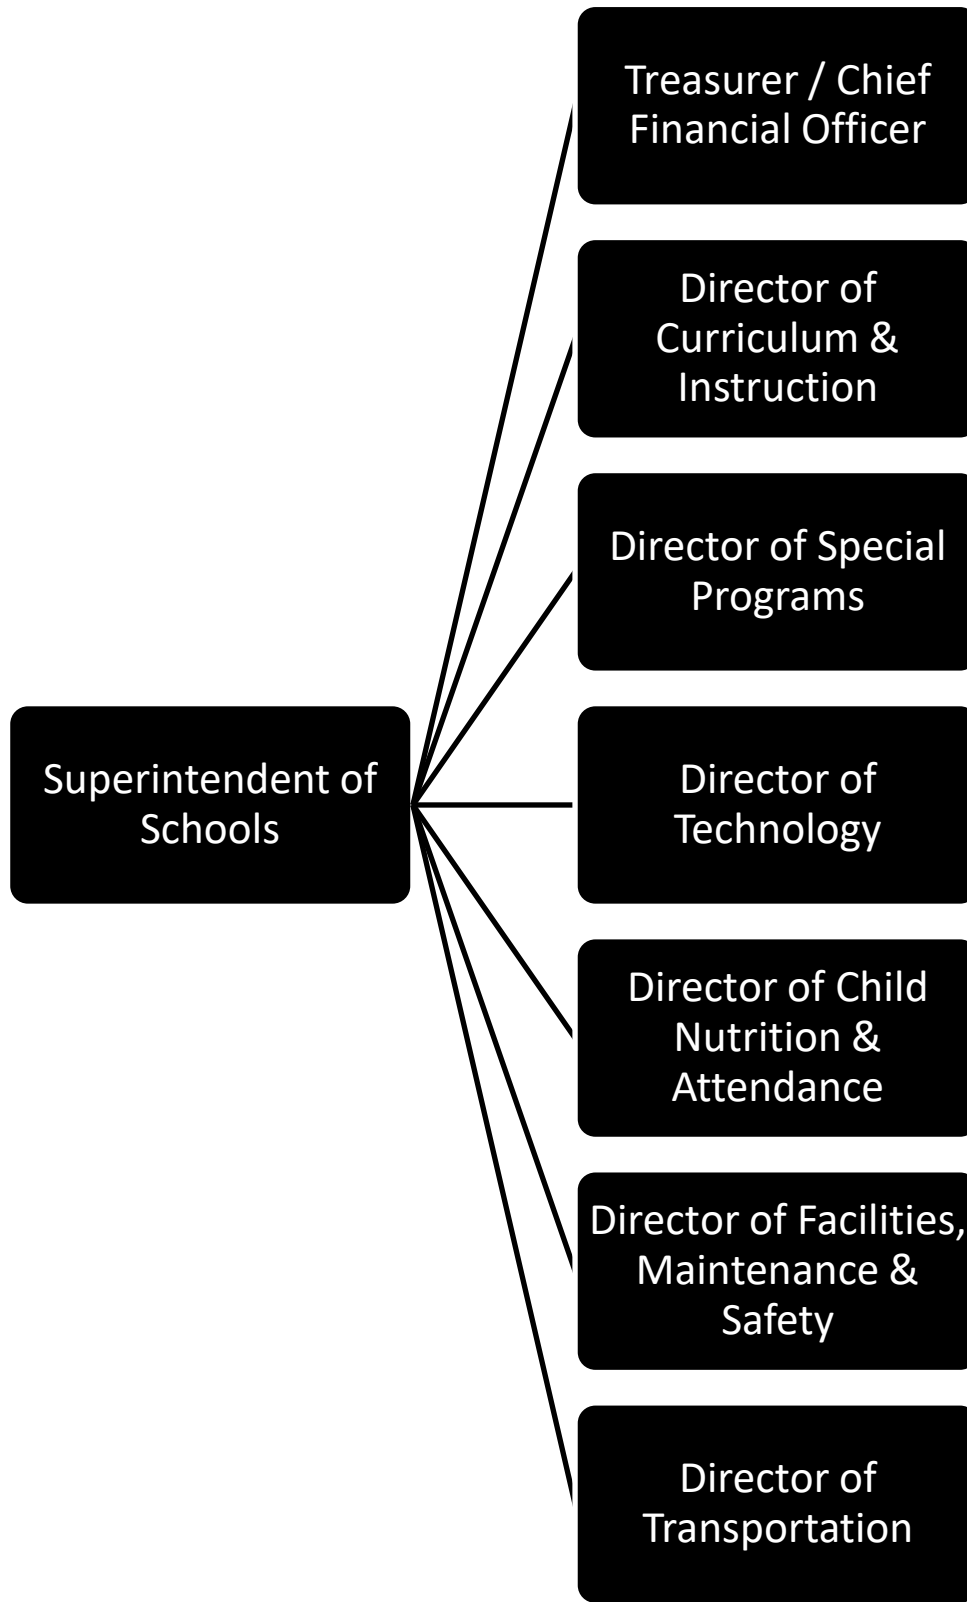 Treasurer / Chief
Financial Officer
Director of
Curriculum &
Instruction
Director of Special
Programs
Superintendent of
Schools
Director of
Technology
Director of Child
Nutrition &
Attendance
Director of Facilities,
Maintenance &
Safety
Director of
Transportation